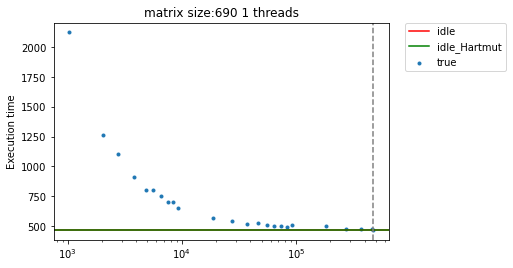 matrix size:690 1 threads
Execution time
2000
1750
1500
1250
1000
750
500
10³
10⁴
10⁵
idle
idle_Hartmut
true